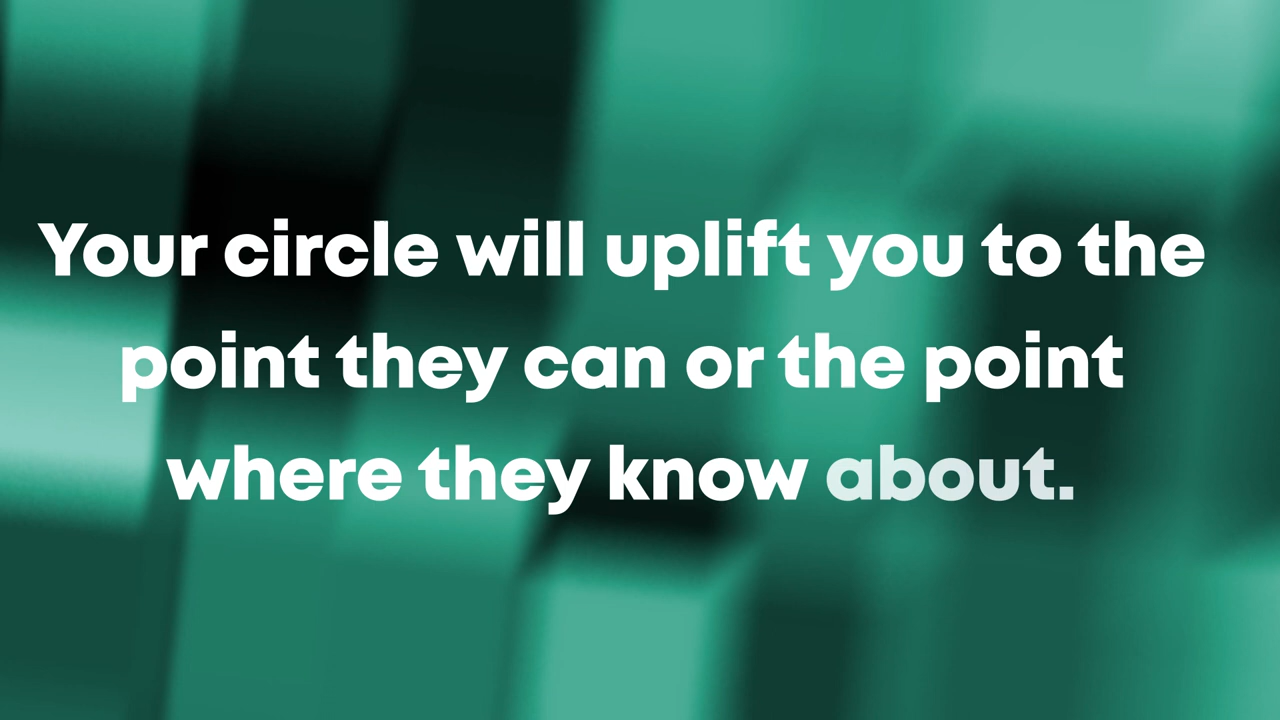 Your circle will uplift you to the
point they can or the point
where they know about.